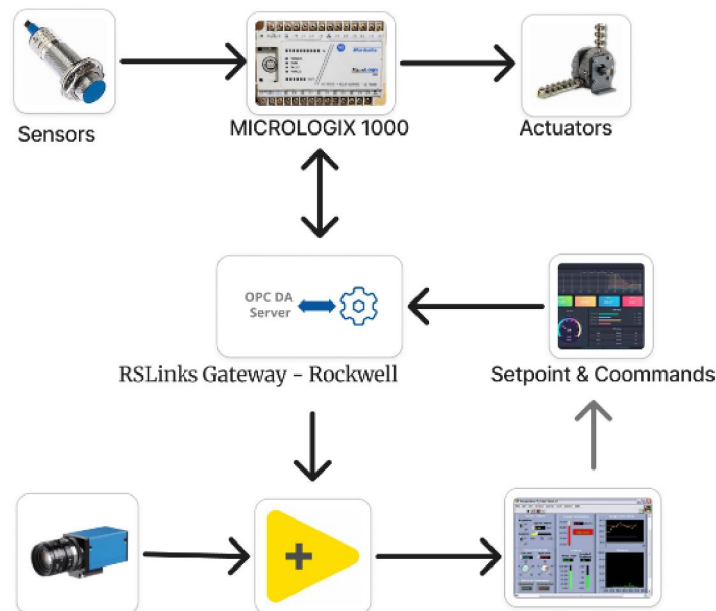 Sensors
MICROLOGIX 1000
Actuators
OPC DA
Server
RSLinks Gateway - Rockwell
Setpoint & Coommands